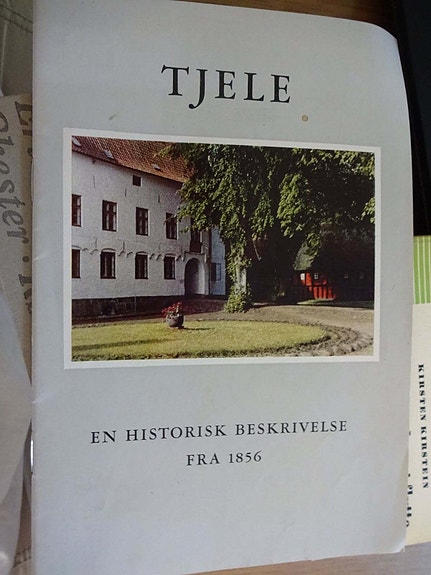 TJELE
EN HISTORISK BESKRIVELSE
FRA 1856
KIRSTEN KIRSTEIN